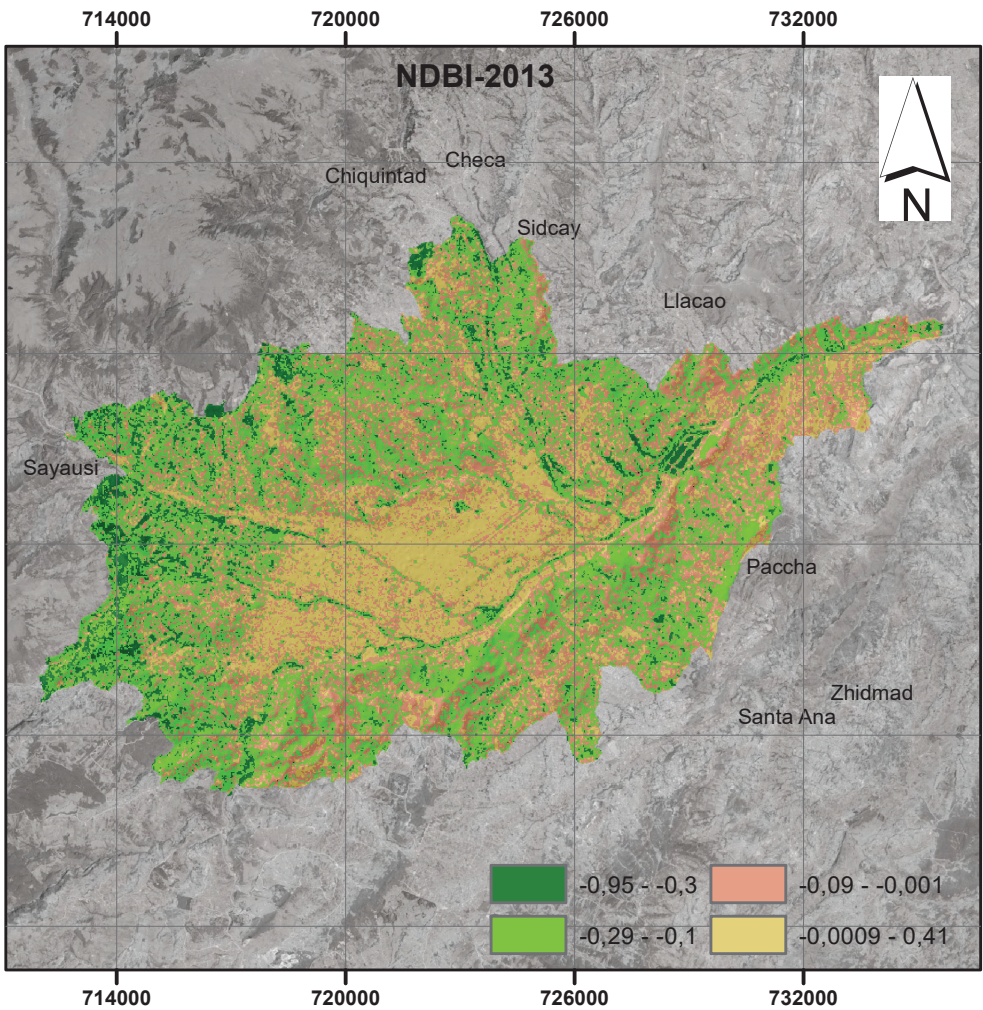 714000 720000 726000 732000
NDBI-2013
Checa
Chiquintad
N
Sidcay
Llacao
Sayausi
Paccha
Zhidmad
Santa Ana
-0,95 - -0,3 -0,09 - -0,001
-0,29 - -0,1 -0,0009 - 0,41
714000 720000 726000 732000